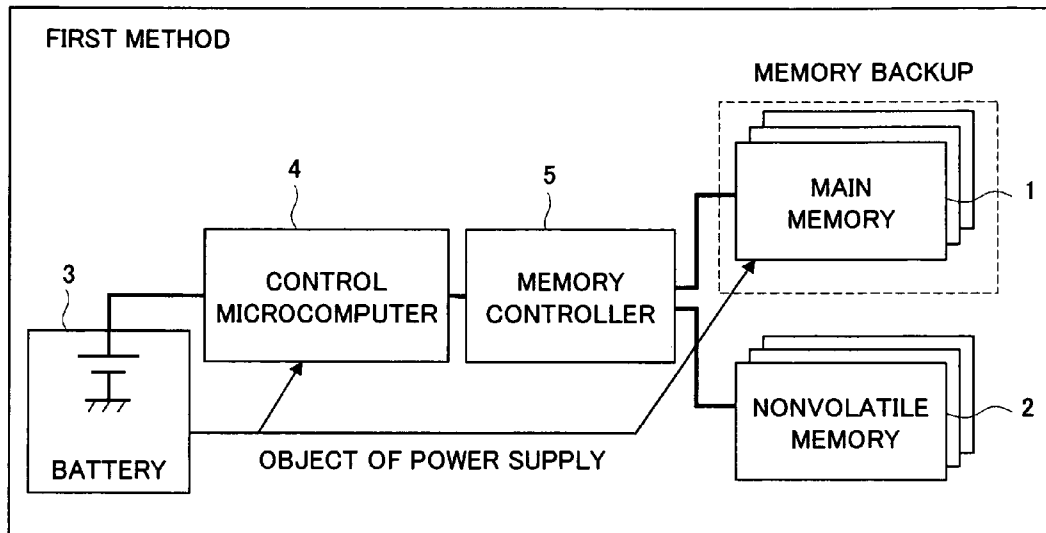 FIRST METHOD
MEMORY BACKUP
4
5
MAIN
MEMORY
1
3
CONTROL
MICROCOMPUTER
MEMORY
CONTROLLER
NONVOLATILE
MEMORY
2
BATTERY
OBJECT OF POWER SUPPLY